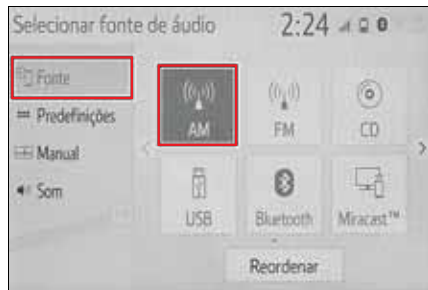 Selecionar fonte de áudio 2:24
Fonte
Predefinições
Manual
Som
AM FM CD
USB Bluetooth Miracast™
Reordenar